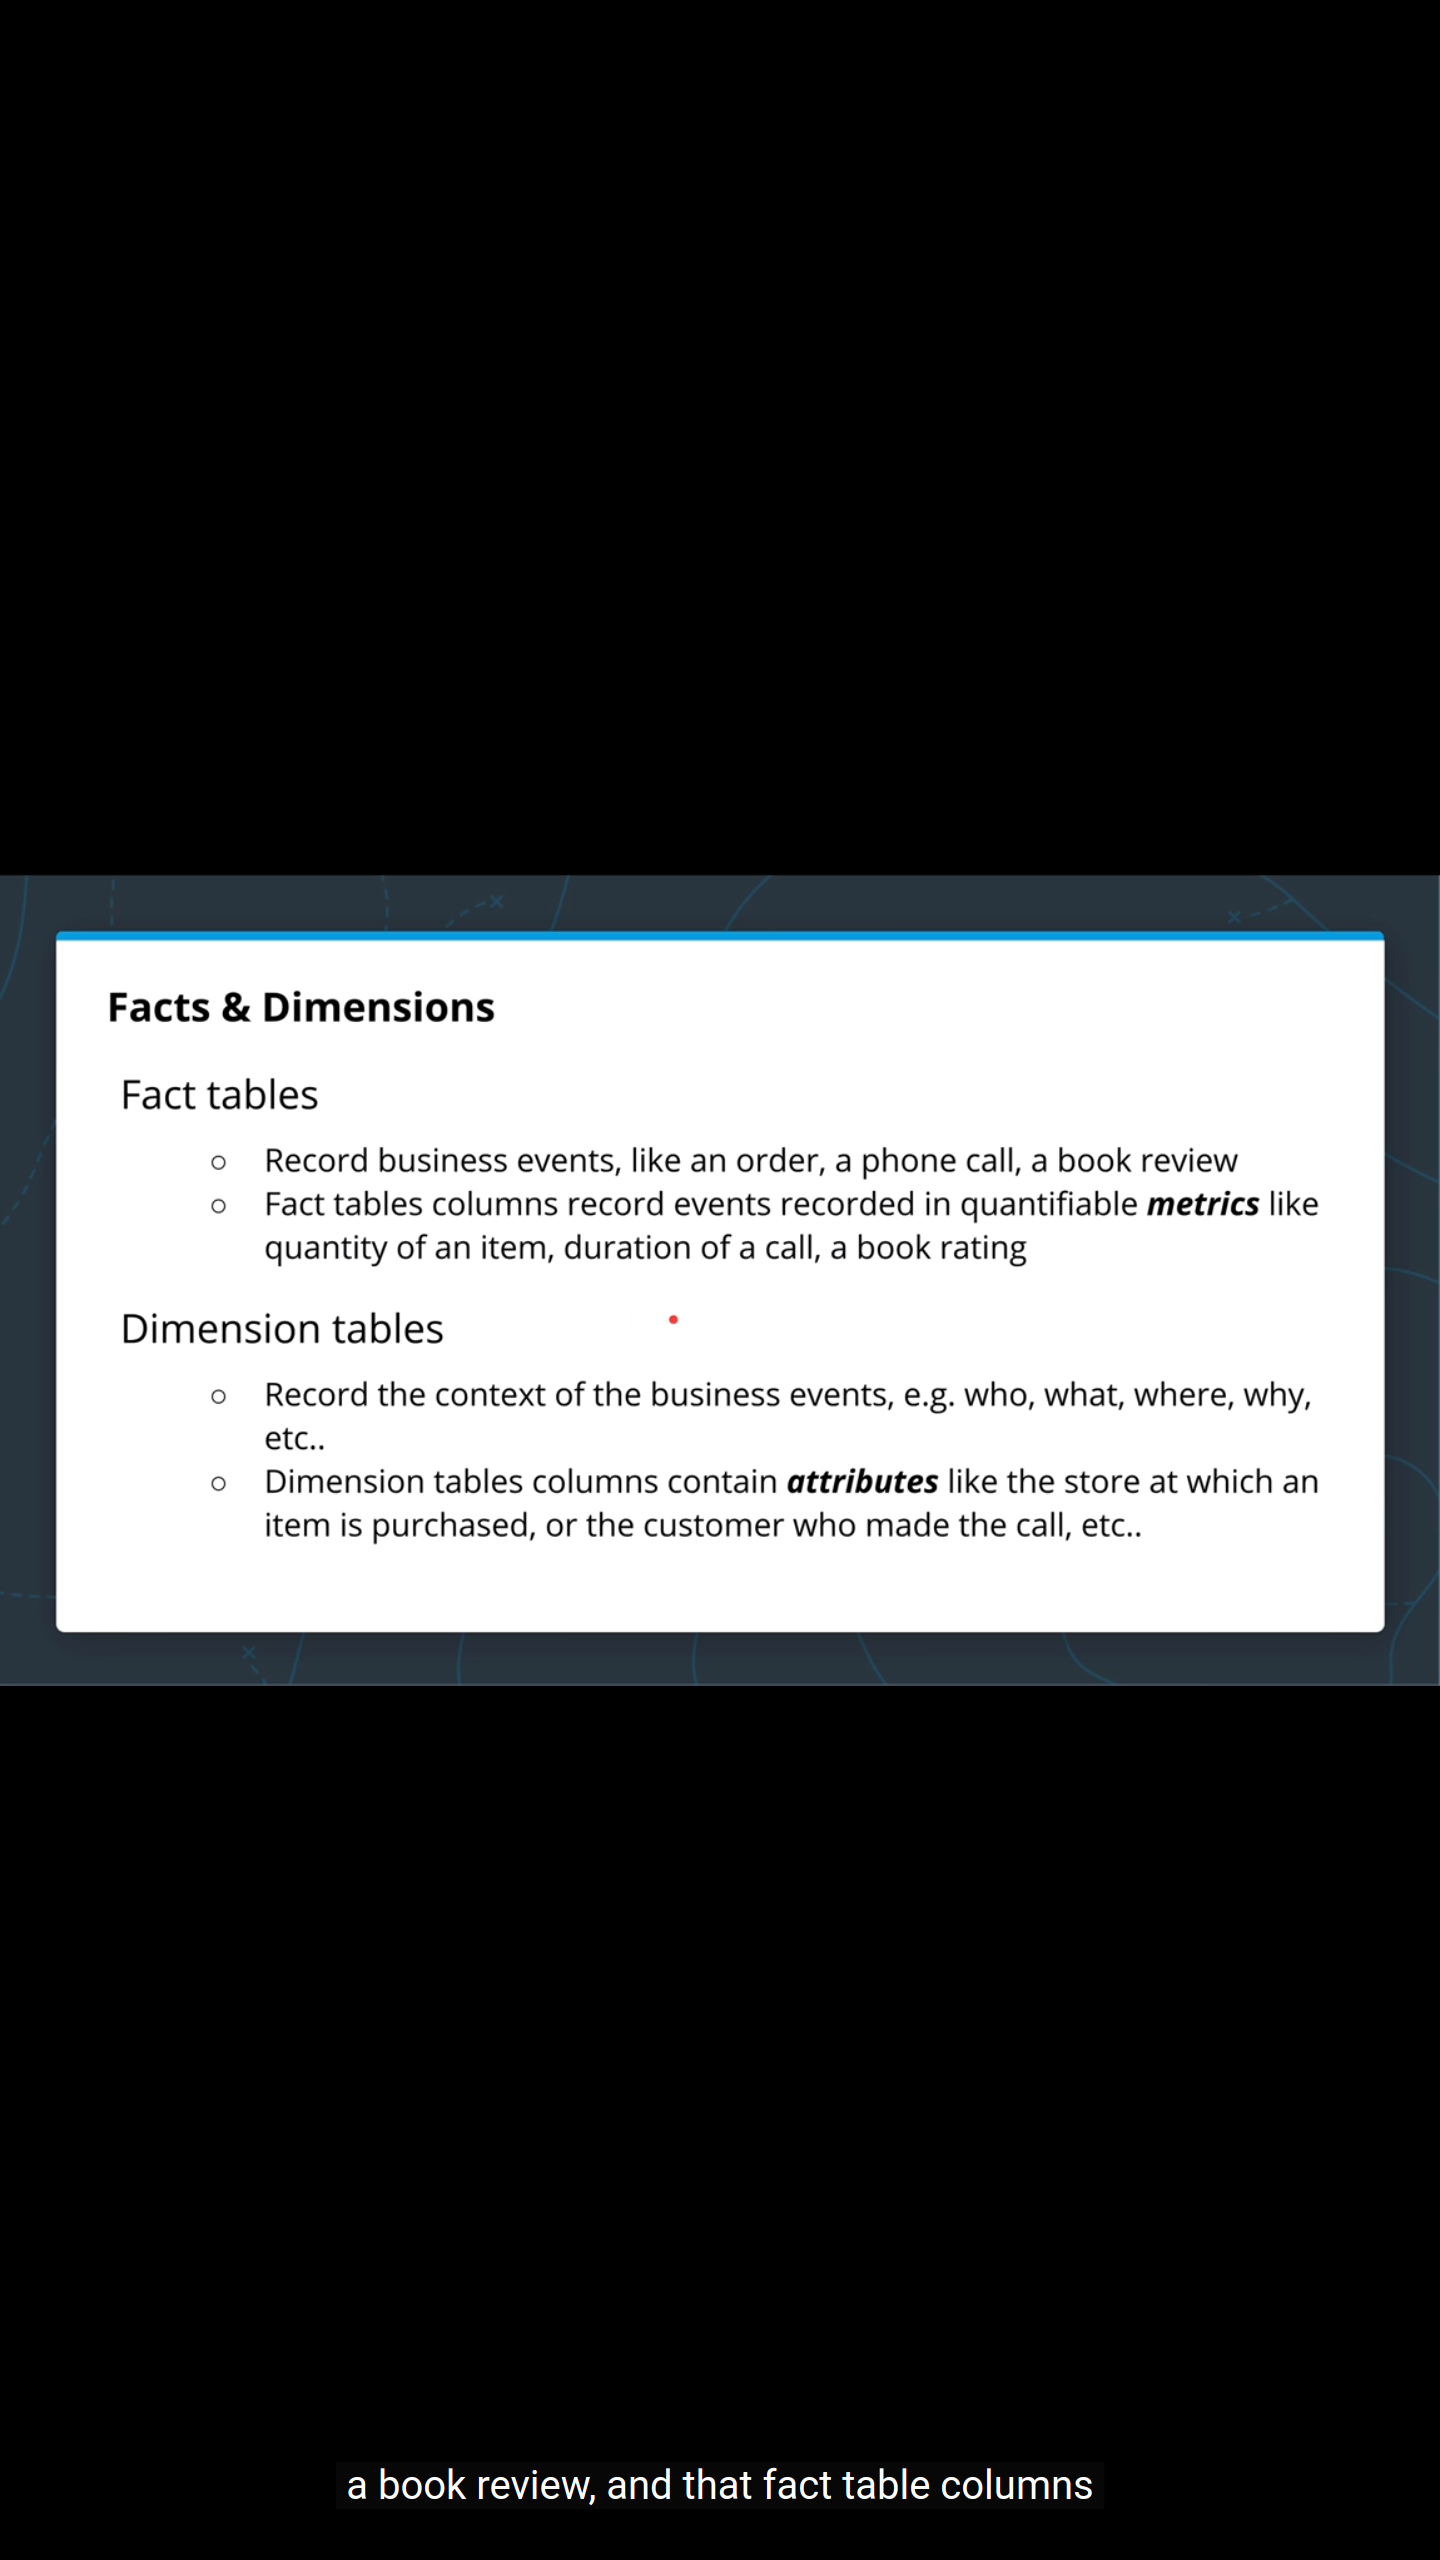 Facts & Dimensions
Fact tables
○ Record business events, like an order, a phone call, a book review
○ Fact tables columns record events recorded in quantifiable metrics like
quantity of an item, duration of a call, a book rating
Dimension tables
○ Record the context of the business events, e.g. who, what, where, why,
etc..
○ Dimension tables columns contain attributes like the store at which an
item is purchased, or the customer who made the call, etc..
a book review, and that fact table columns